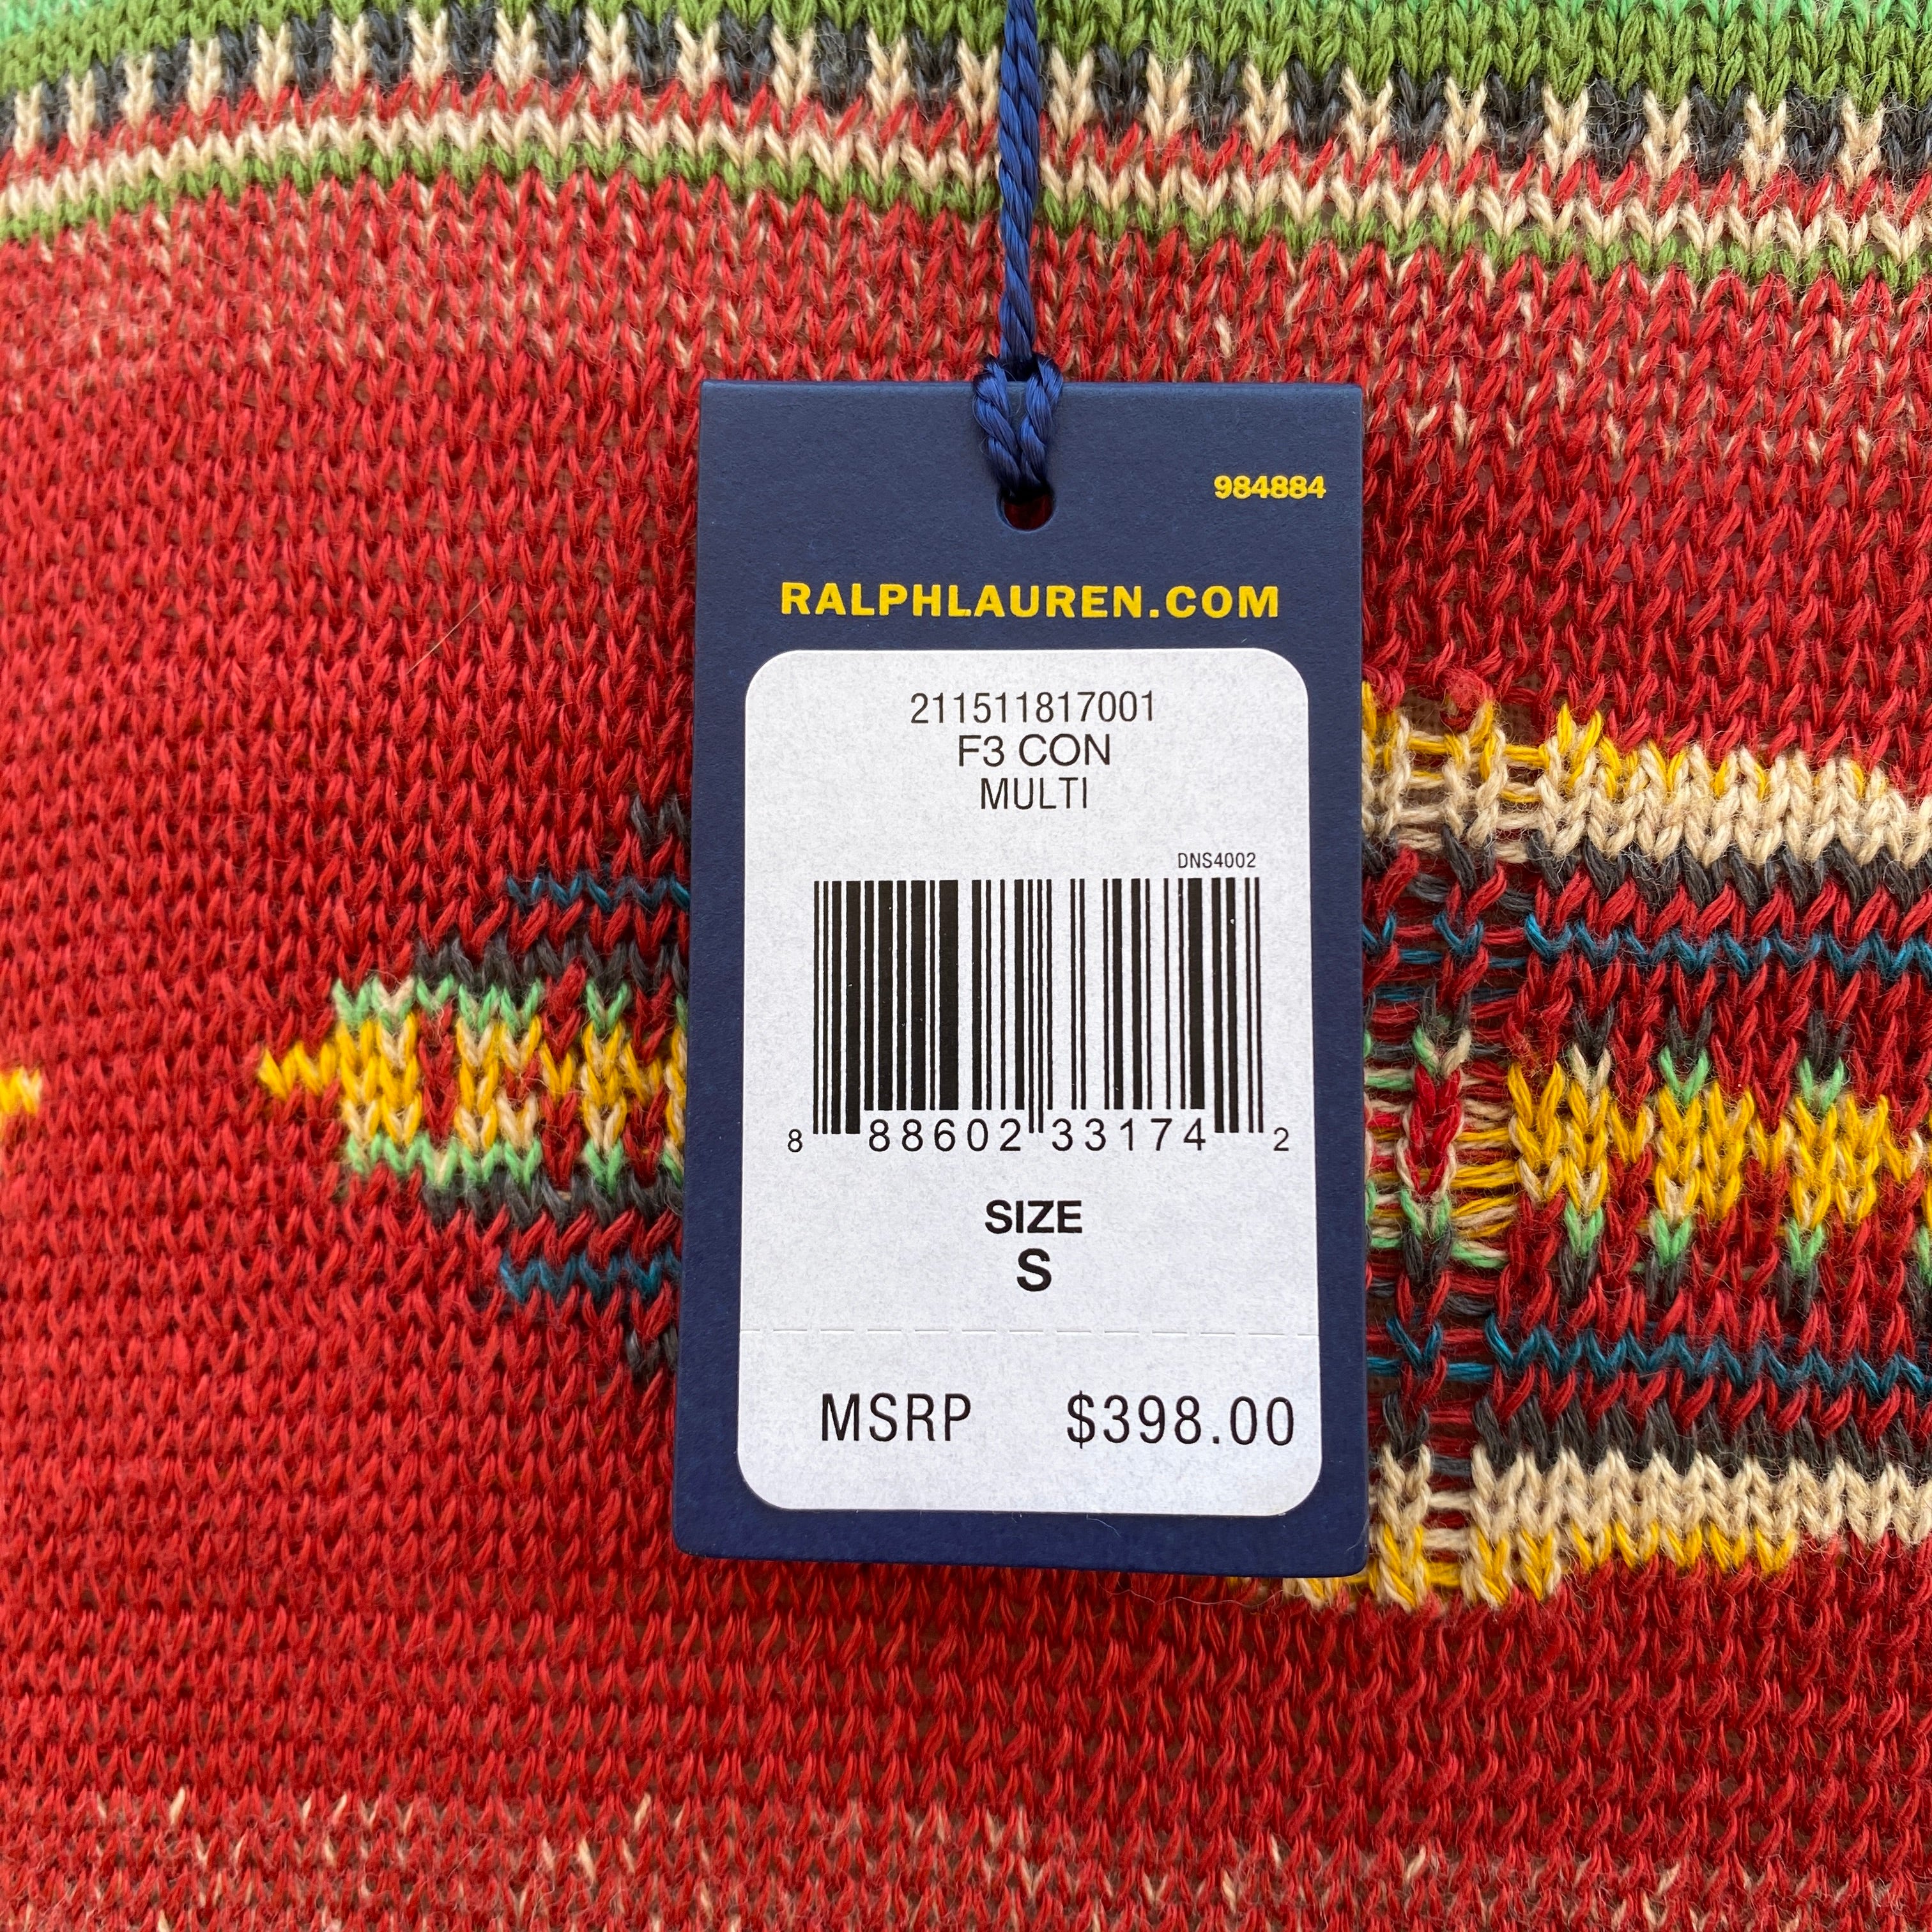 984884
RALPHLAUREN.COM
211511817001
F3 CON
MULTI
DNS4002
8 88602 33174 2
SIZE
S
MSRP $398.00